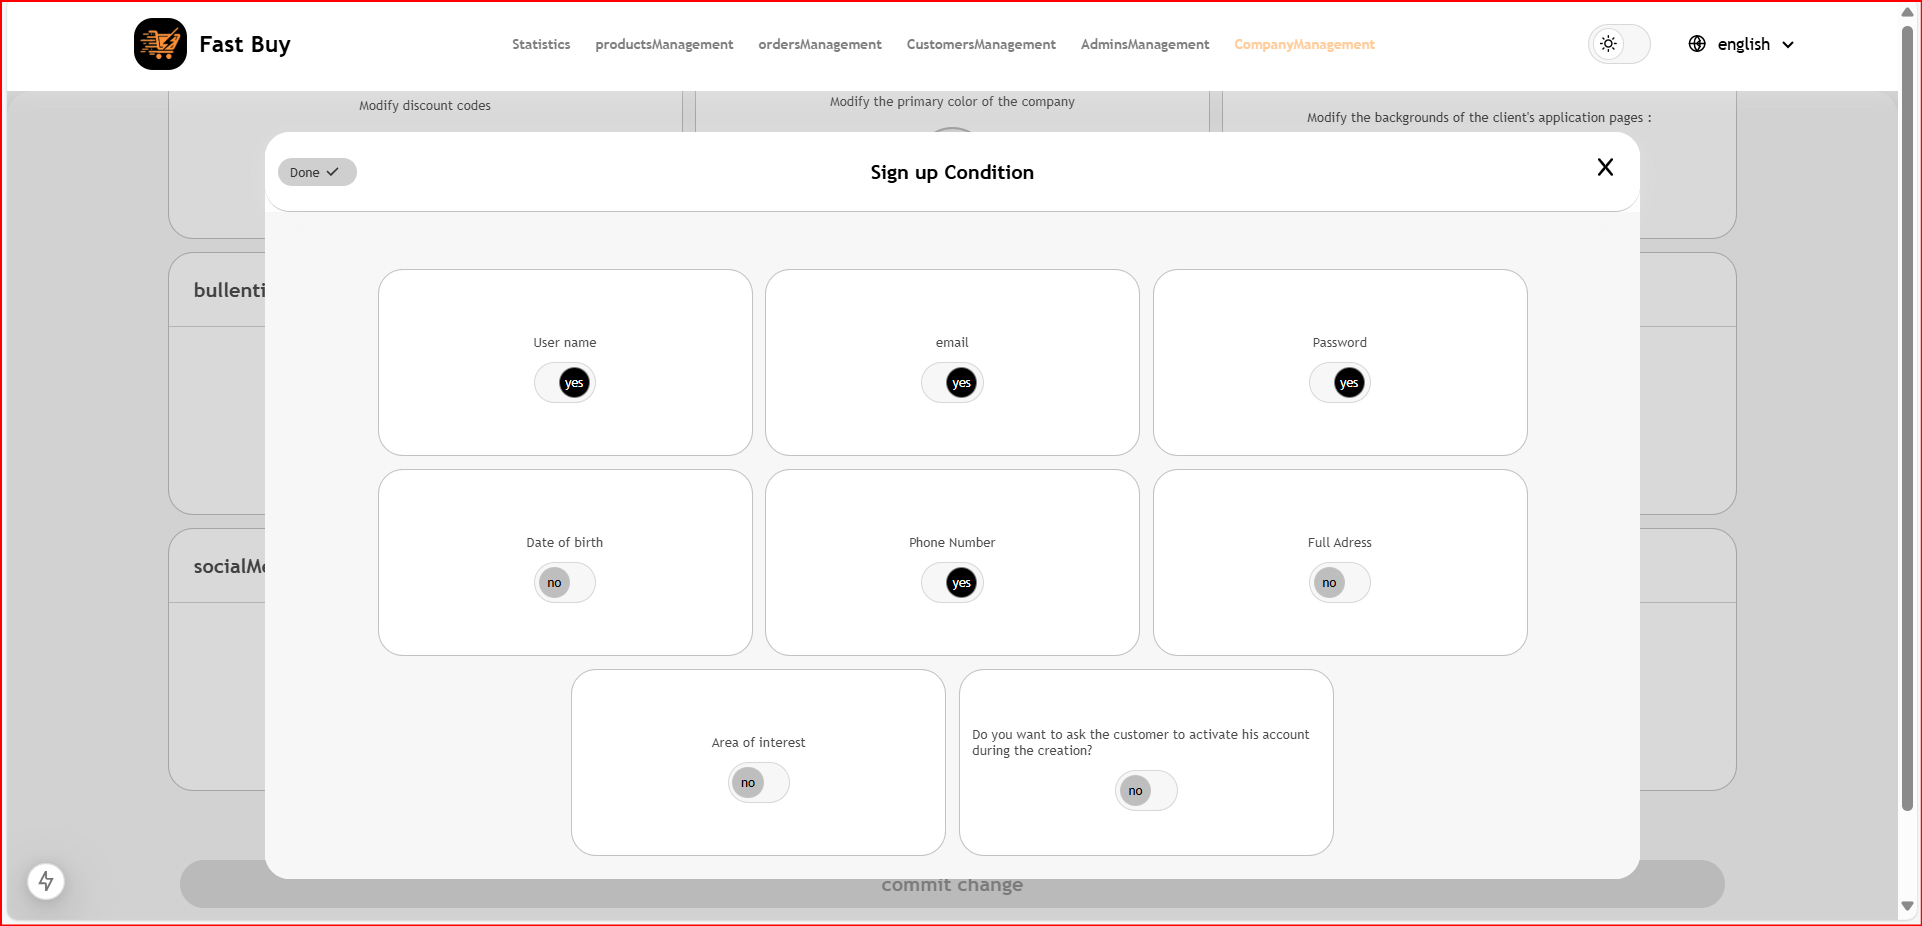 Fast Buy
Statistics productsManagement ordersManagement CustomersManagement AdminsManagement CompanyManagement
english
Modify discount codes
Modify the primary color of the company
Modify the backgrounds of the client's application pages :
Done
Sign up Condition
X
bullenti
User name
yes
email
yes
Password
yes
socialMe
Date of birth
no
Phone Number
yes
Full Adress
no
Area of interest
no
Do you want to ask the customer to activate his account
during the creation?
no
commit change